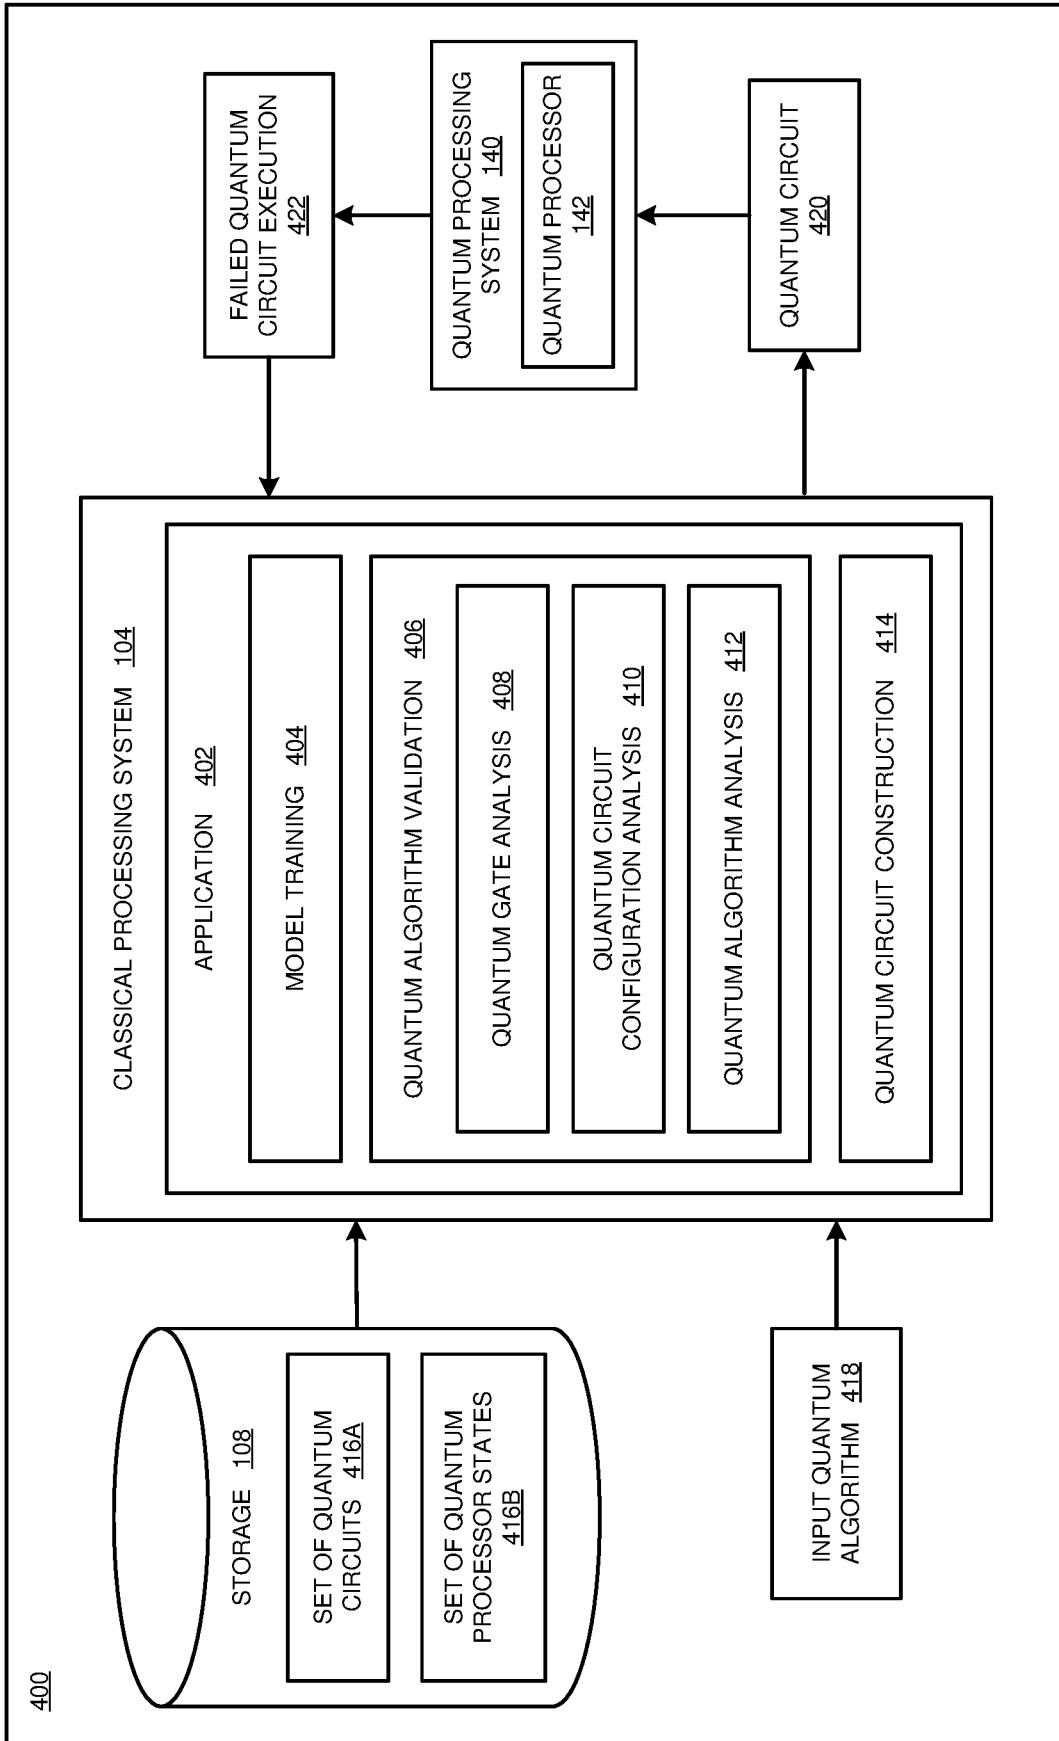 400
STORAGE 108
SET OF QUANTUM
CIRCUITS 416A
SET OF QUANTUM
PROCESSOR STATES
416B
INPUT QUANTUM
ALGORITHM 418
CLASSICAL PROCESSING SYSTEM 104
APPLICATION 402
MODEL TRAINING 404
QUANTUM ALGORITHM VALIDATION 406
QUANTUM GATE ANALYSIS 408
QUANTUM CIRCUIT
CONFIGURATION ANALYSIS 410
QUANTUM ALGORITHM ANALYSIS 412
QUANTUM CIRCUIT CONSTRUCTION 414
FAILED QUANTUM
CIRCUIT EXECUTION
422
QUANTUM PROCESSING
SYSTEM 140
QUANTUM PROCESSOR
142
QUANTUM CIRCUIT
420